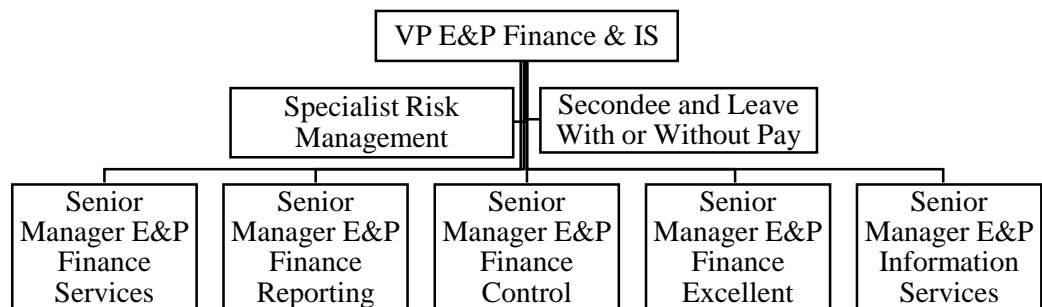 VP E&P Finance & IS
Specialist Risk
Management
Secondee and Leave
With or Without Pay
Senior
Manager E&P
Finance
Services
Senior
Manager E&P
Finance
Reporting
Senior
Manager E&P
Finance
Control
Senior
Manager E&P
Finance
Excellent
Senior
Manager E&P
Information
Services